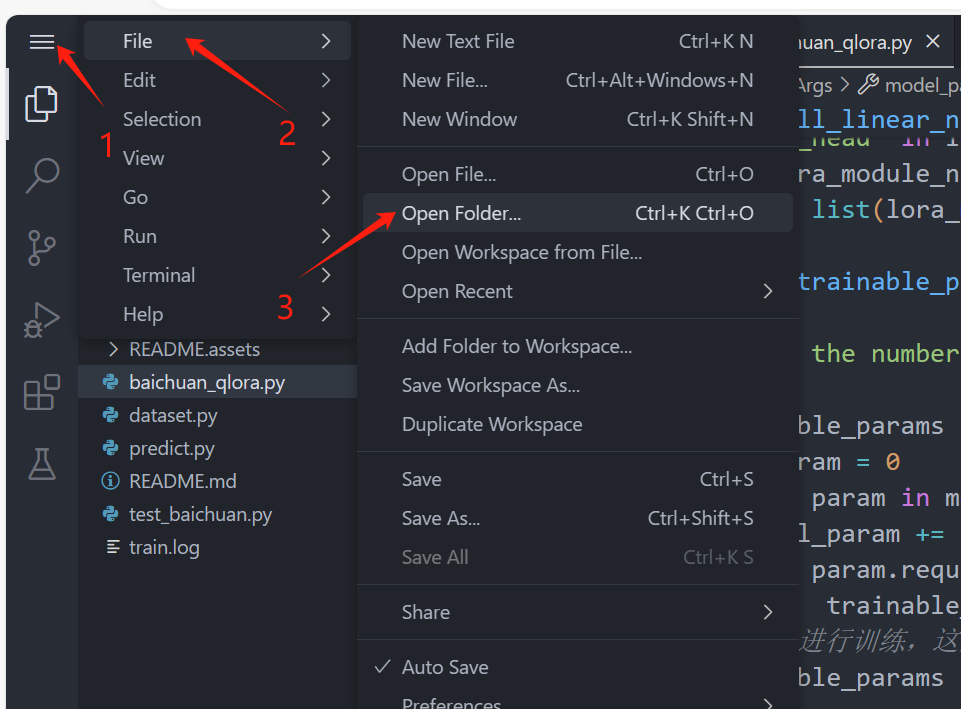 File
Edit
Selection
View
Go
Run
Terminal
Help
1
2
3
README.assets
baichuan_qlora.py
dataset.py
predict.py
README.md
test_baichuan.py
train.log
New Text File Ctrl+K N
New File... Ctrl+Alt+Windows+N
New Window Ctrl+K Shift+N
Open File... Ctrl+O
Open Folder... Ctrl+K Ctrl+O
Open Workspace from File...
Open Recent
Add Folder to Workspace...
Save Workspace As...
Duplicate Workspace
Save Ctrl+S
Save As... Ctrl+Shift+S
Save All Ctrl+K S
Share
Auto Save
Preferences
huan_qlora.py
Args > model_pa
ll_linear_n
_head" in l
ra_module_n
list(lora_
trainable_p
the number
ble_params
ram = 0
param in m
l_param +=
param.requ
trainable_
进行训练，这
ble_params